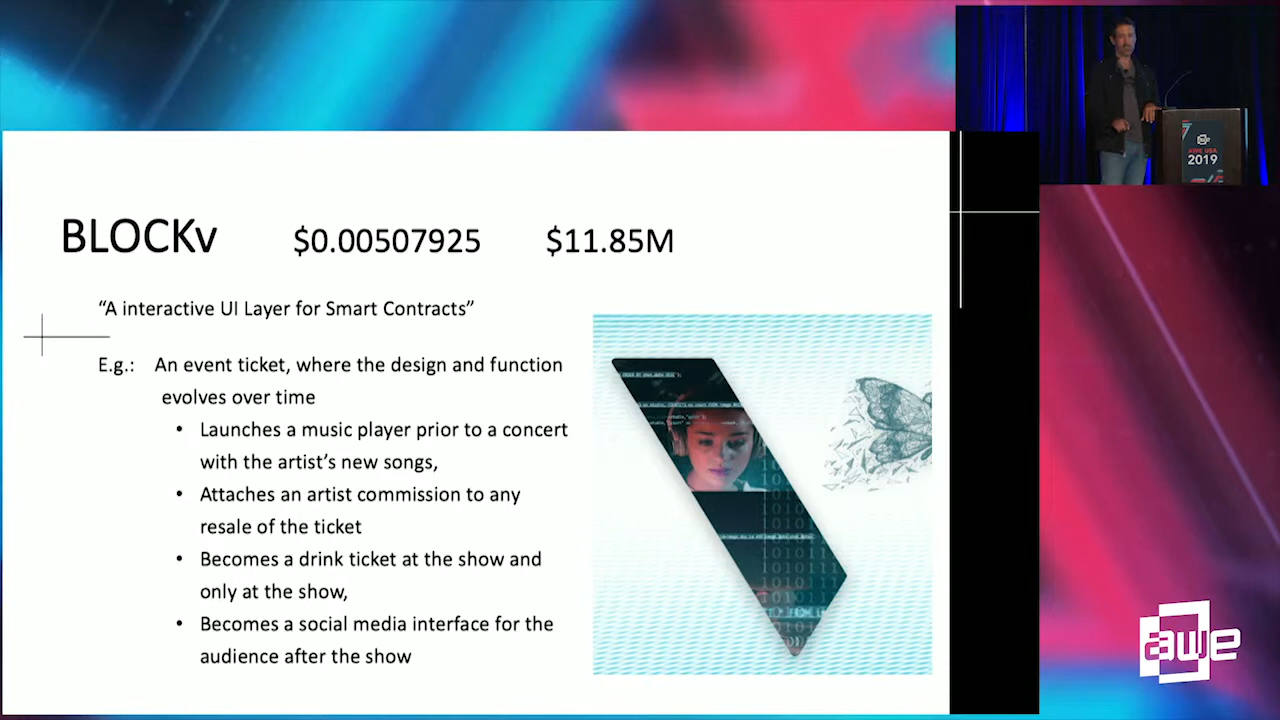 BLOCKv $0.00507925 $11.85M
“A interactive UI Layer for Smart Contracts”
E.g.: An event ticket, where the design and function
evolves over time
• Launches a music player prior to a concert
with the artist’s new songs,
• Attaches an artist commission to any
resale of the ticket
• Becomes a drink ticket at the show and
only at the show,
• Becomes a social media interface for the
audience after the show
AWE USA
2019
awe